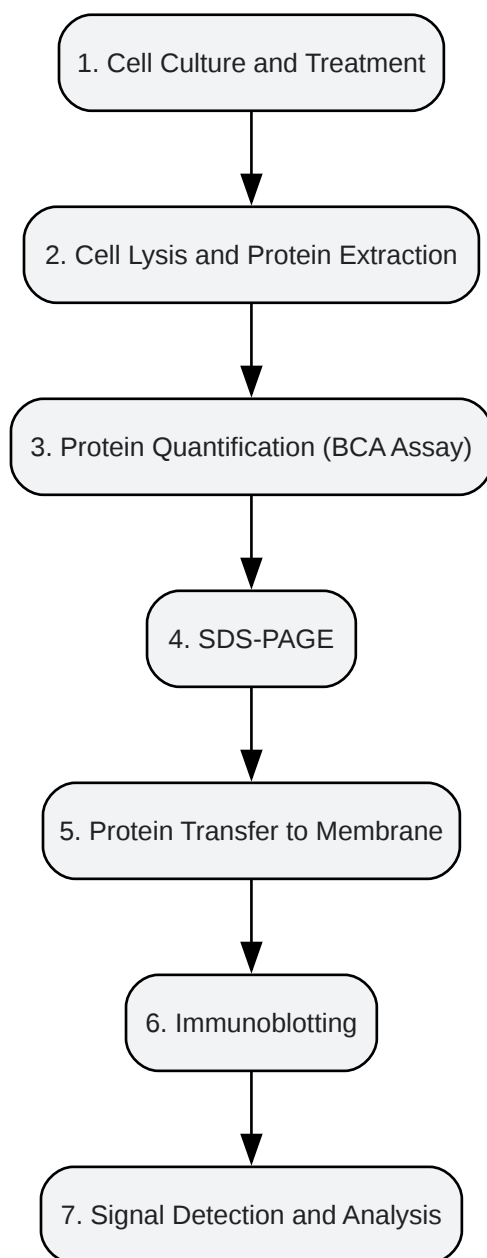 1. Cell Culture and Treatment
2. Cell Lysis and Protein Extraction
3. Protein Quantification (BCA Assay)
4. SDS-PAGE
5. Protein Transfer to Membrane
6. Immunoblotting
7. Signal Detection and Analysis